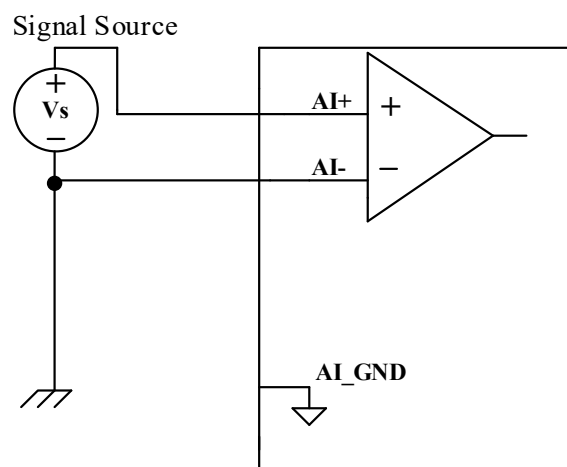 Signal Source
+
Vs
−
AI+
+
AI-
−
AI_GND